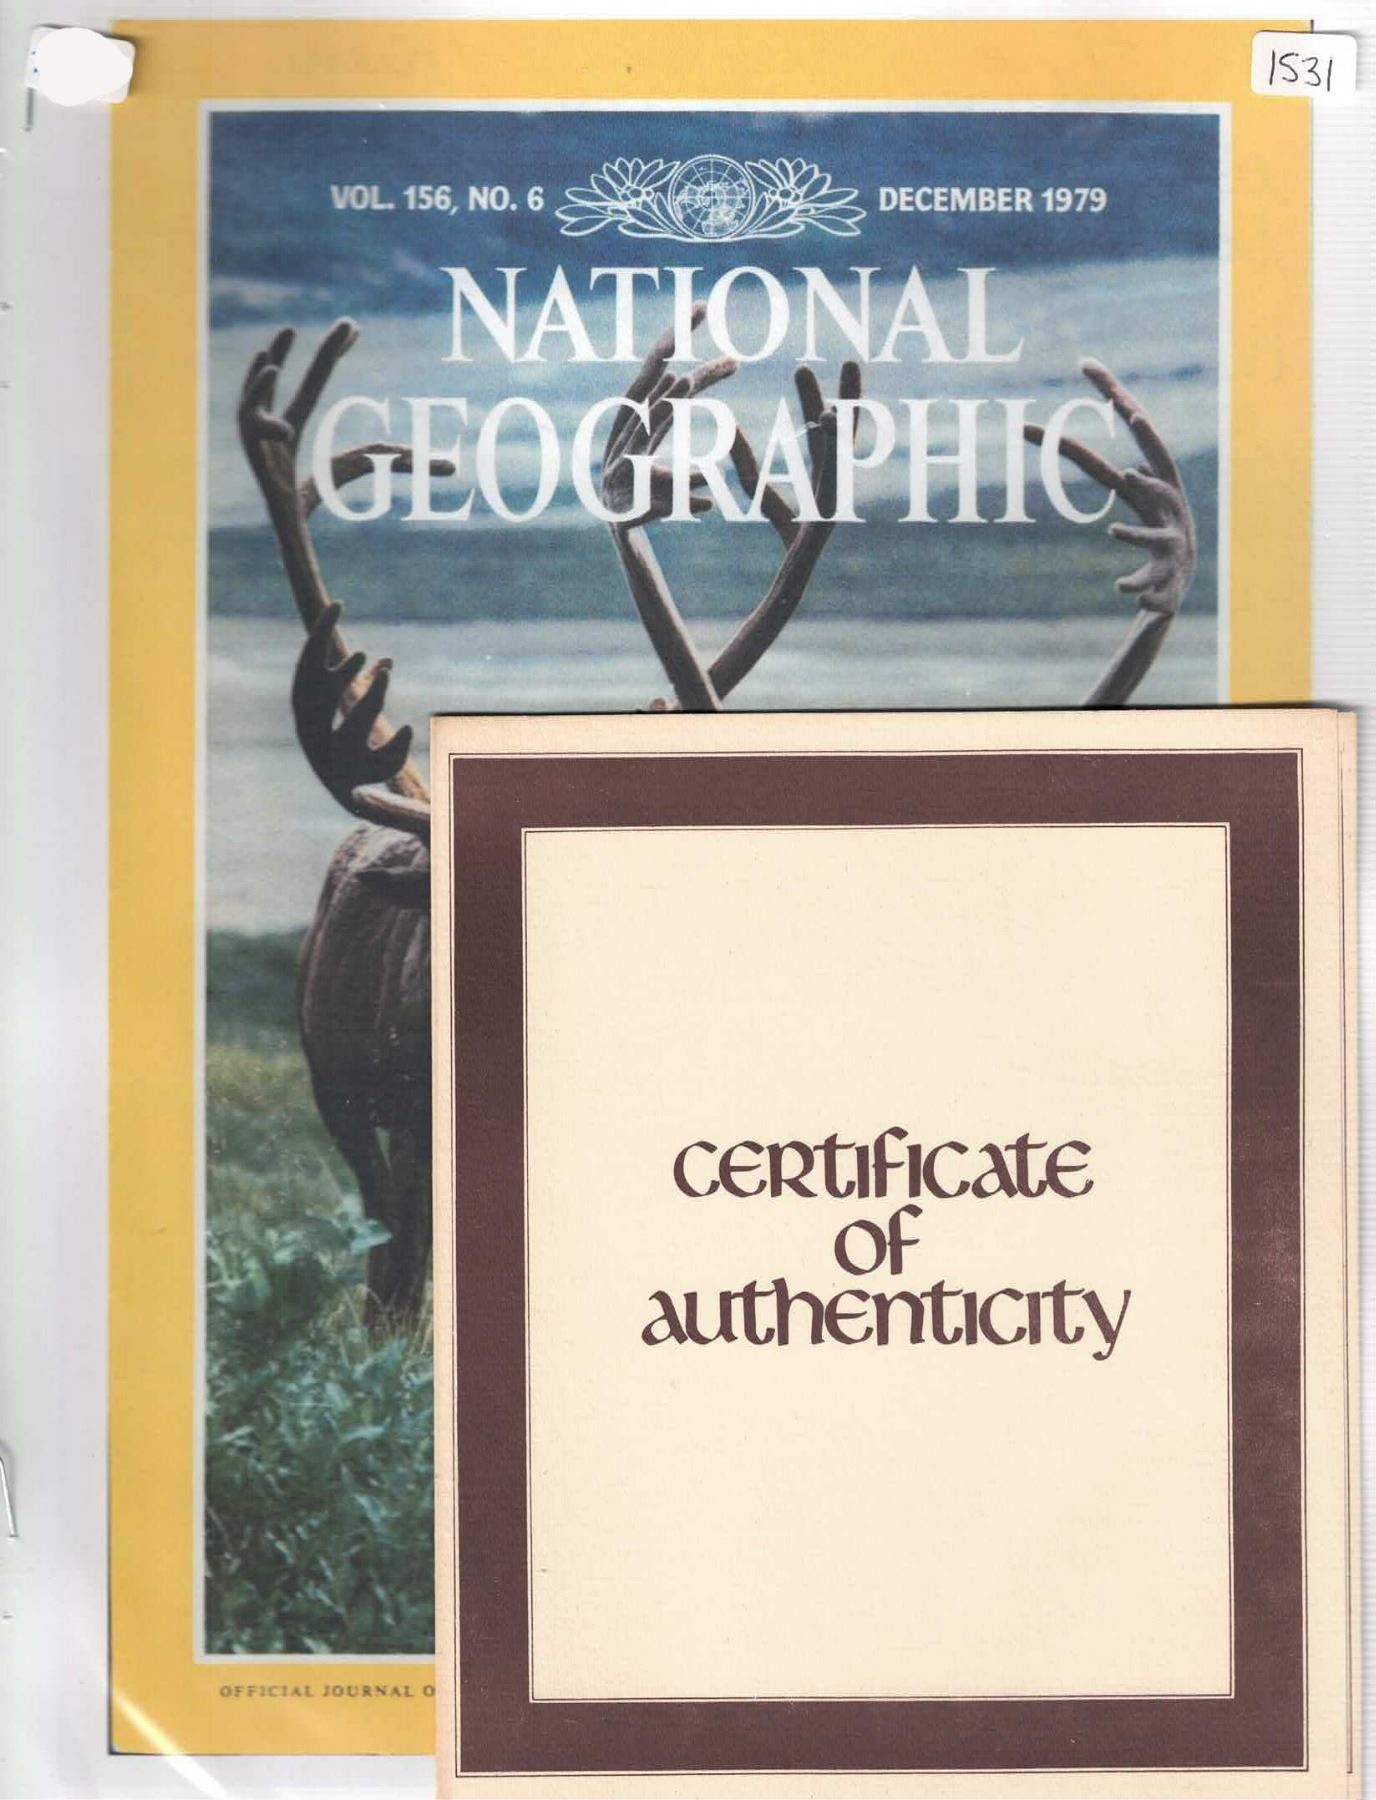 1531
VOL. 156, NO. 6
DECEMBER 1979
NATIONAL
GEOGRAPHIC
certificate
of
authenticity
OFFICIAL JOURNAL O